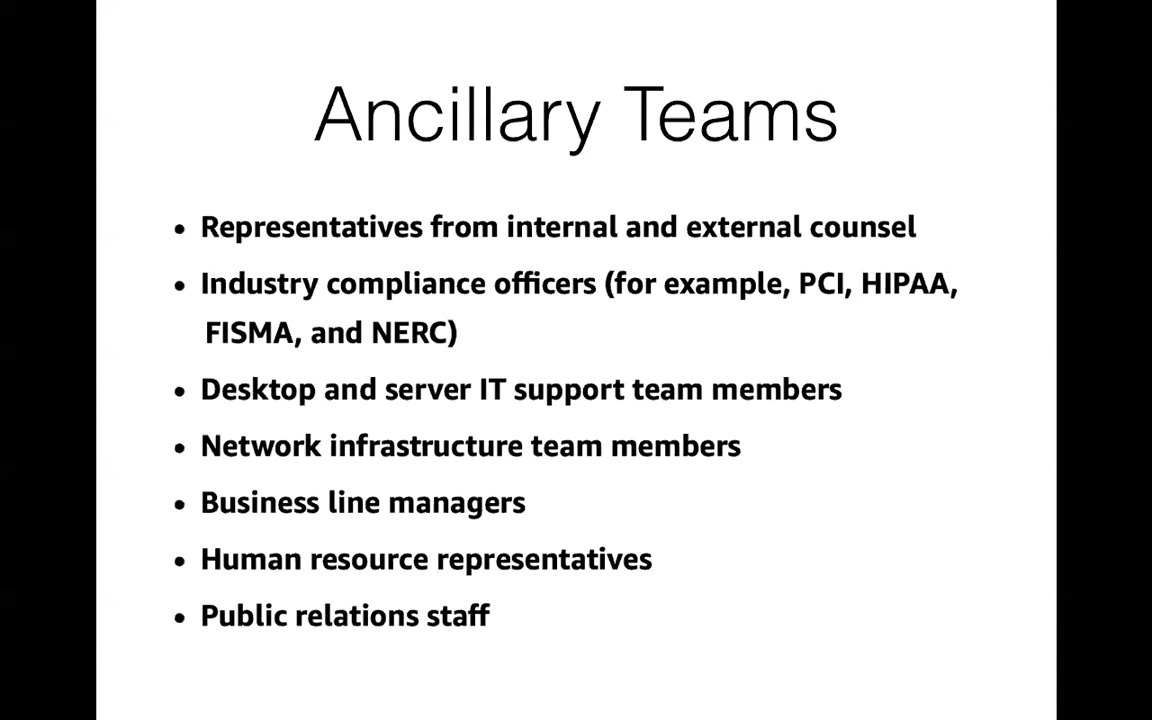 Ancillary Teams
• Representatives from internal and external counsel
• Industry compliance officers (for example, PCI, HIPAA,
FISMA, and NERC)
• Desktop and server IT support team members
• Network infrastructure team members
• Business line managers
• Human resource representatives
• Public relations staff